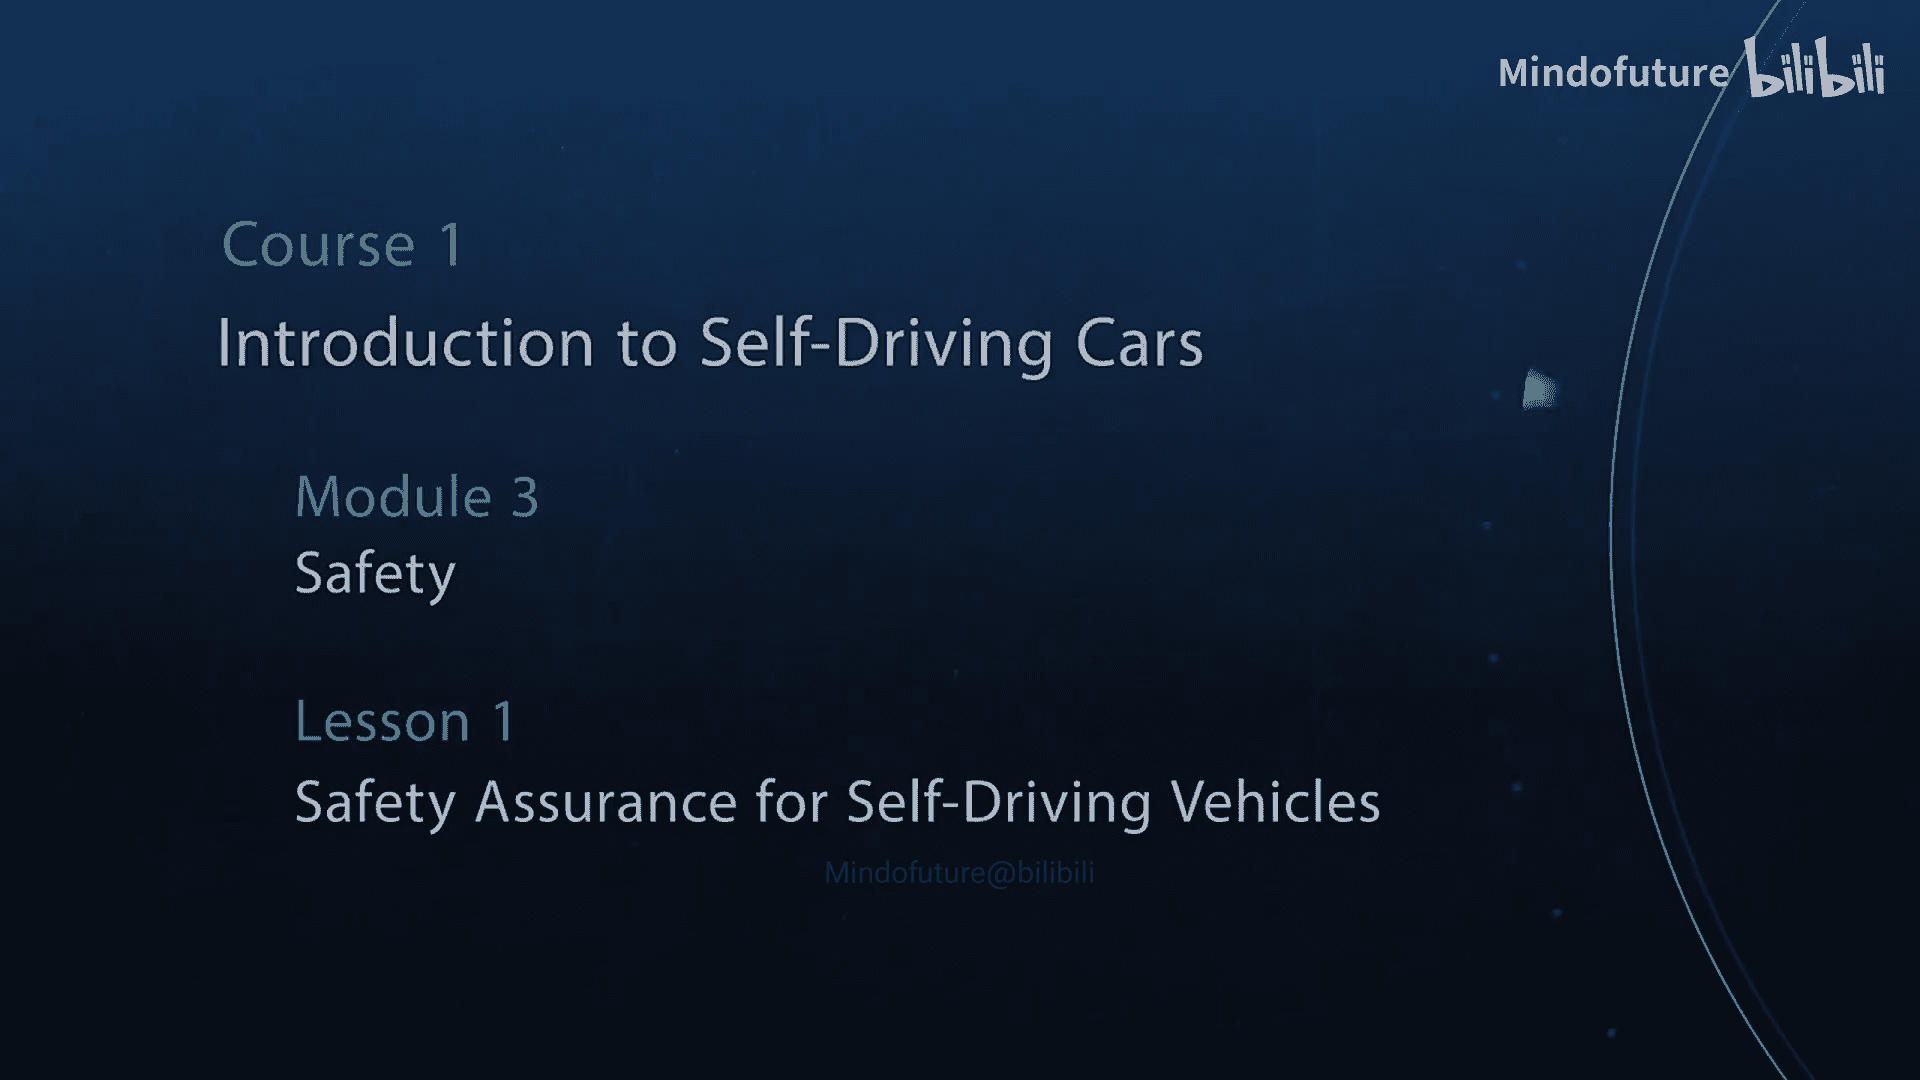 Mindofuture bilibili
Course 1
Introduction to Self-Driving Cars
Module 3
Safety
Lesson 1
Safety Assurance for Self-Driving Vehicles
Mindofuture@bilibili